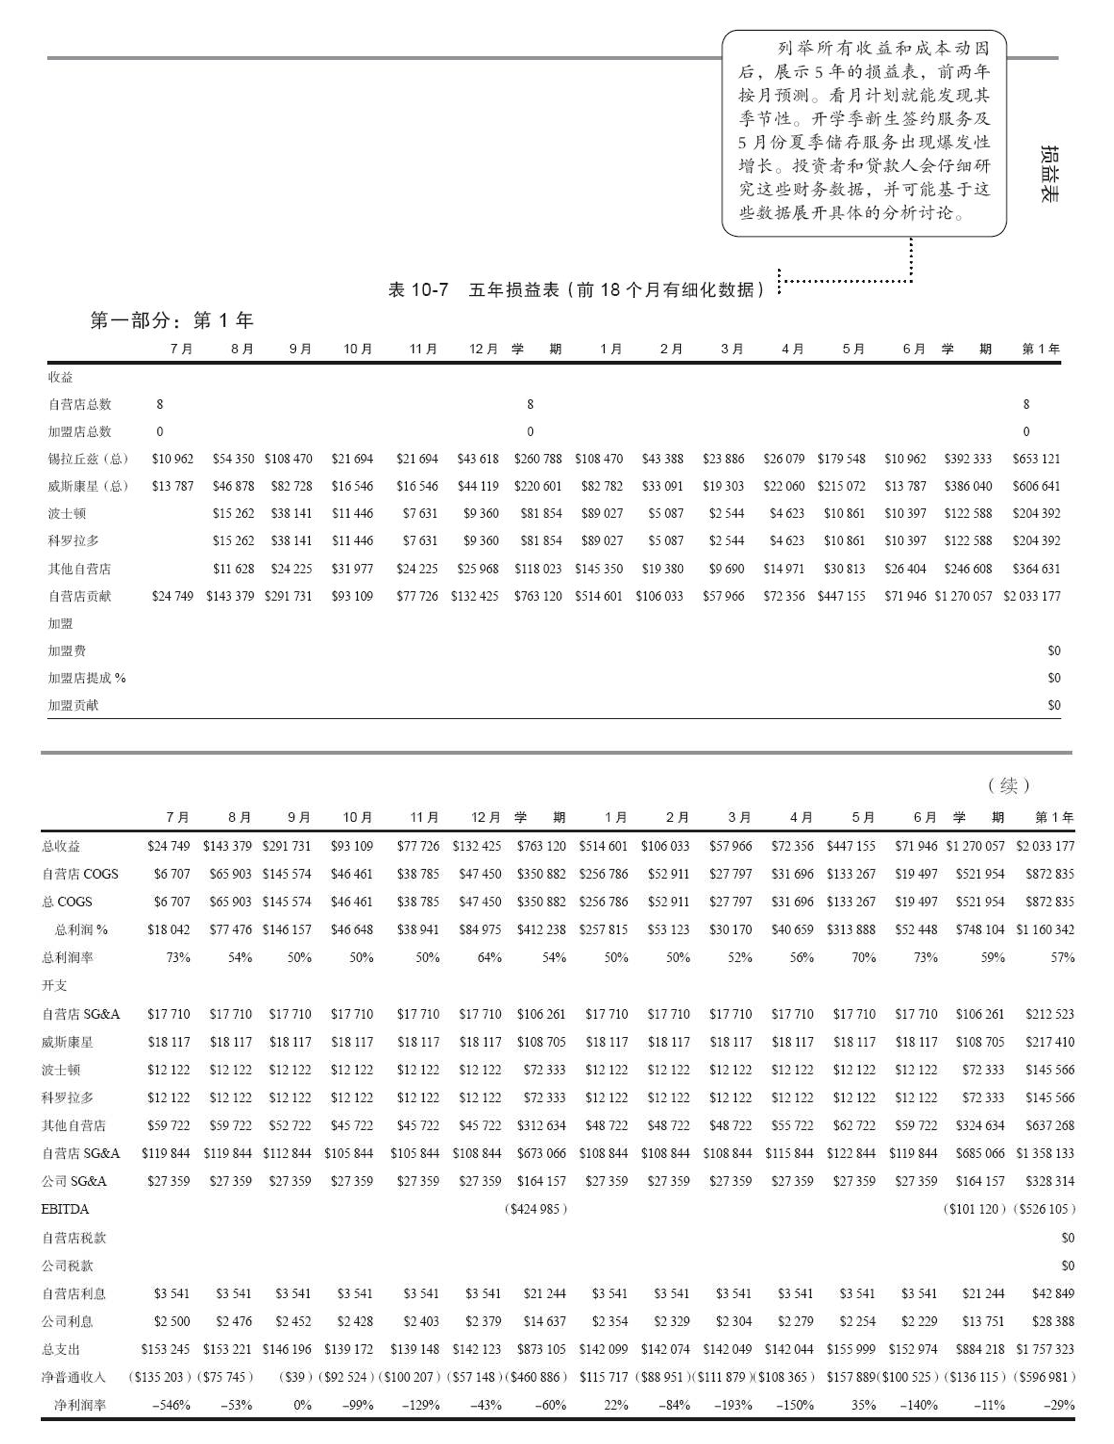 列举所有收益和成本动因
后，展示 5 年的损益表，前两年
按月预测。看月计划就能发现其
季节性。开学季新生签约服务及
5 月份夏季储存服务出现爆发性
增长。投资者和贷款人会仔细研
究这些财务数据，并可能基于这
些数据展开具体的分析讨论。
损益表
表 10-7 五年损益表（前 18 个月有细化数据）
第一部分：第 1 年
7 月 8 月 9 月 10 月 11 月 12 月 学 期 1 月 2 月 3 月 4 月 5 月 6 月 学 期 第 1 年
收益
自营店总数 8 8 8
加盟店总数 0 0 0
锡拉丘兹（总） $10 962 $54 350 $108 470 $21 694 $21 694 $43 618 $260 788 $108 470 $43 388 $23 886 $26 079 $179 548 $10 962 $392 333 $653 121
威斯康星（总） $13 787 $46 878 $82 728 $16 546 $16 546 $44 119 $220 601 $82 782 $33 091 $19 303 $22 060 $215 072 $13 787 $386 040 $606 641
波士顿 $15 262 $38 141 $11 446 $7 631 $9 360 $81 854 $89 027 $5 087 $2 544 $4 623 $10 861 $10 397 $122 588 $204 392
科罗拉多 $15 262 $38 141 $11 446 $7 631 $9 360 $81 854 $89 027 $5 087 $2 544 $4 623 $10 861 $10 397 $122 588 $204 392
其他自营店 $11 628 $24 225 $31 977 $24 225 $25 968 $118 023 $145 350 $19 380 $9 690 $14 971 $30 813 $26 404 $246 608 $364 631
自营店贡献 $24 749 $143 379 $291 731 $93 109 $77 726 $132 425 $763 120 $514 601 $106 033 $57 966 $72 356 $447 155 $71 946 $1 270 057 $2 033 177
加盟
加盟费 $0
加盟店提成 % $0
加盟贡献 $0
（续）
7 月 8 月 9 月 10 月 11 月 12 月 学 期 1 月 2 月 3 月 4 月 5 月 6 月 学 期 第 1 年
总收益 $24 749 $143 379 $291 731 $93 109 $77 726 $132 425 $763 120 $514 601 $106 033 $57 966 $72 356 $447 155 $71 946 $1 270 057 $2 033 177
自营店 COGS $6 707 $65 903 $145 574 $46 461 $38 785 $47 450 $350 882 $256 786 $52 911 $27 797 $31 696 $133 267 $19 497 $521 954 $872 835
总 COGS $6 707 $65 903 $145 574 $46 461 $38 785 $47 450 $350 882 $256 786 $52 911 $27 797 $31 696 $133 267 $19 497 $521 954 $872 835
总利润 % $18 042 $77 476 $146 157 $46 648 $38 941 $84 975 $412 238 $257 815 $53 123 $30 170 $40 659 $313 888 $52 448 $748 104 $1 160 342
总利润率 73% 54% 50% 50% 50% 64% 54% 50% 50% 52% 56% 70% 73% 59% 57%
开支
自营店 SG&A $17 710 $17 710 $17 710 $17 710 $17 710 $17 710 $106 261 $17 710 $17 710 $17 710 $17 710 $17 710 $17 710 $106 261 $212 523
威斯康星 $18 117 $18 117 $18 117 $18 117 $18 117 $18 117 $108 705 $18 117 $18 117 $18 117 $18 117 $18 117 $18 117 $108 705 $217 410
波士顿 $12 122 $12 122 $12 122 $12 122 $12 122 $12 122 $72 333 $12 122 $12 122 $12 122 $12 122 $12 122 $12 122 $72 333 $145 566
科罗拉多 $12 122 $12 122 $12 122 $12 122 $12 122 $12 122 $72 333 $12 122 $12 122 $12 122 $12 122 $12 122 $12 122 $72 333 $145 566
其他自营店 $59 722 $59 722 $52 722 $45 722 $45 722 $45 722 $312 634 $48 722 $48 722 $48 722 $55 722 $62 722 $59 722 $324 634 $637 268
自营店 SG&A $119 844 $119 844 $112 844 $105 844 $105 844 $108 844 $673 066 $108 844 $108 844 $108 844 $115 844 $122 844 $119 844 $685 066 $1 358 133
公司 SG&A $27 359 $27 359 $27 359 $27 359 $27 359 $27 359 $164 157 $27 359 $27 359 $27 359 $27 359 $27 359 $27 359 $164 157 $328 314
EBITDA （$424 985） （$101 120） （$526 105）
自营店税款 $0
公司税款 $0
自营店利息 $3 541 $3 541 $3 541 $3 541 $3 541 $3 541 $21 244 $3 541 $3 541 $3 541 $3 541 $3 541 $3 541 $21 244 $42 849
公司利息 $2 500 $2 476 $2 452 $2 428 $2 403 $2 379 $14 637 $2 354 $2 329 $2 304 $2 279 $2 254 $2 229 $13 751 $28 388
总支出 $153 245 $153 221 $146 196 $139 172 $139 148 $142 123 $873 105 $142 099 $142 074 $142 049 $142 044 $155 999 $152 974 $884 218 $1 757 323
净普通收入 （$135 203）（$75 745） （$39）（$92 524）（$100 207）（$57 148）（$460 886） $115 717 （$88 951）（$111 879）（$108 365） $157 889（$100 525）（$136 115）（$596 981）
净利润率 –546% –53% 0% –99% –129% –43% –60% 22% –84% –193% –150% 35% –140% –11% –29%